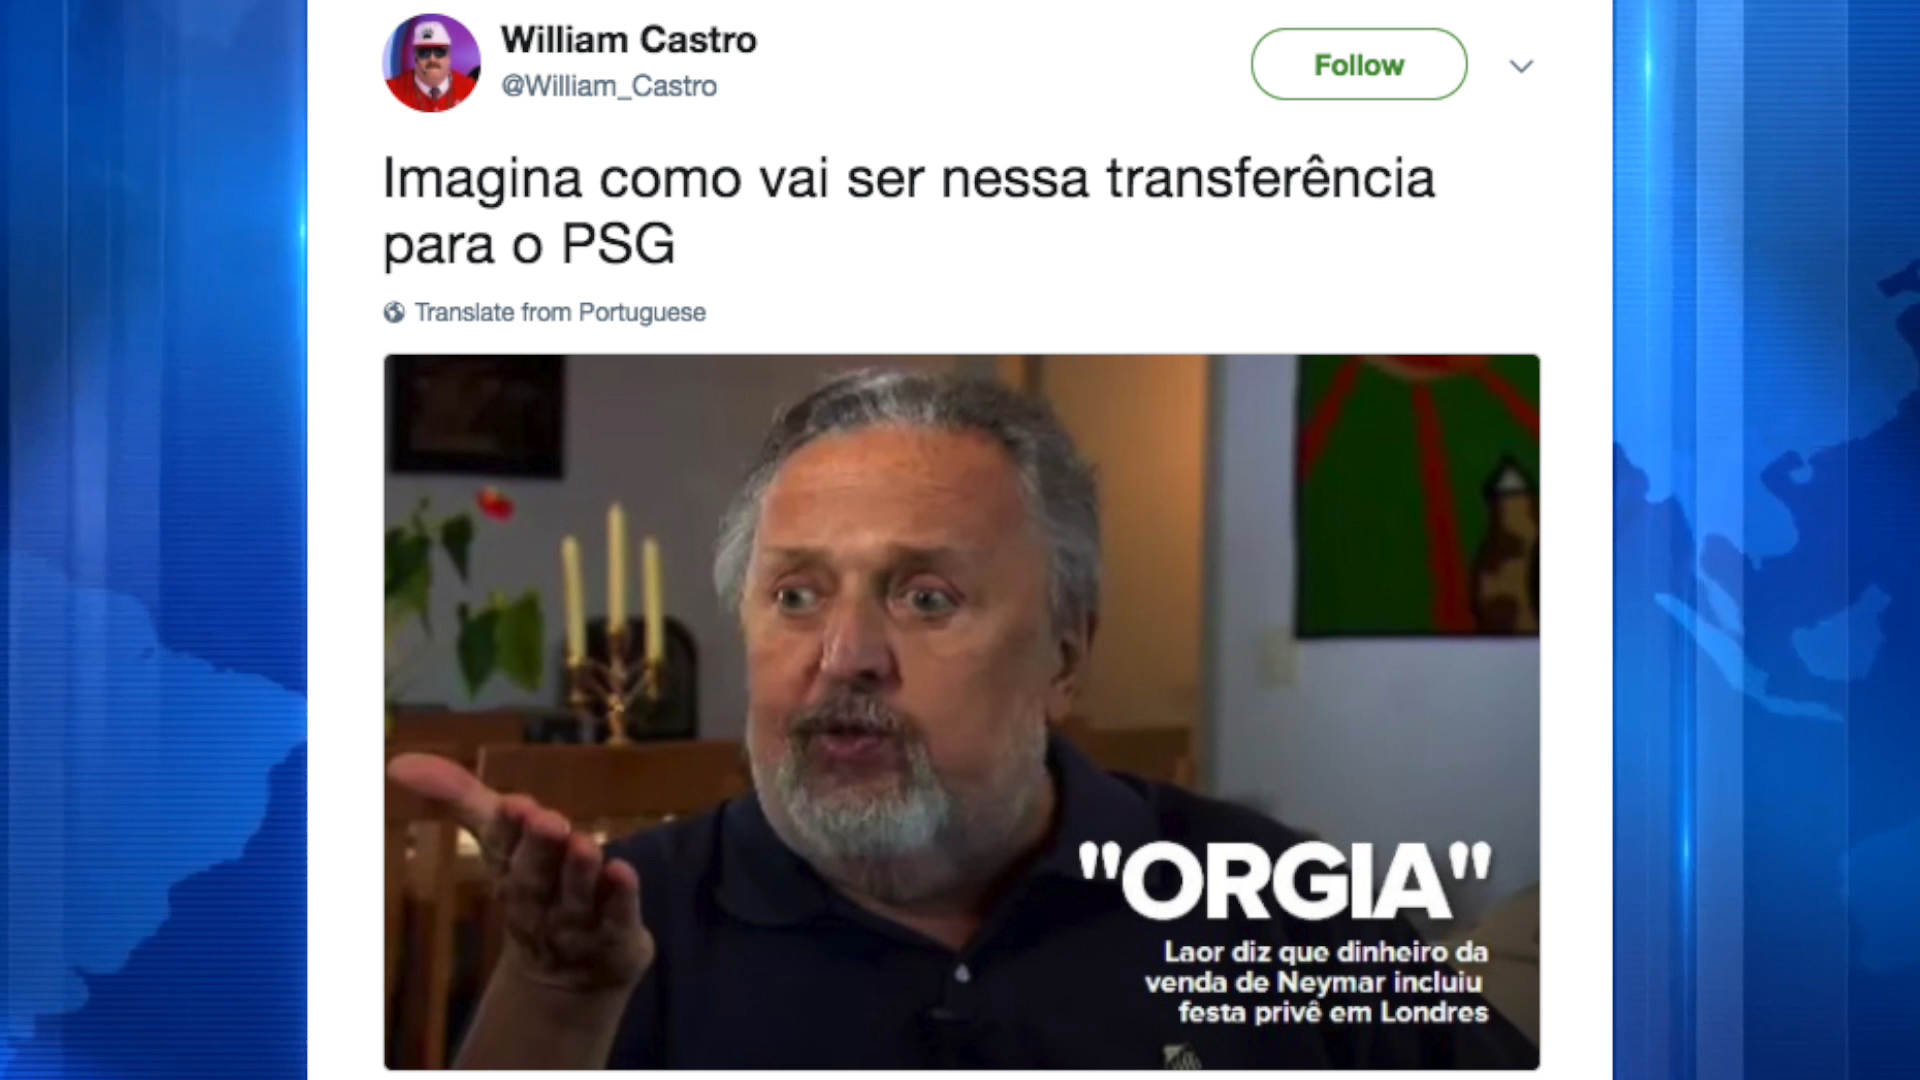 William Castro
@William_Castro
Follow
Imagina como vai ser nessa transferência
para o PSG
Translate from Portuguese
"ORGIA"
Laor diz que dinheiro da
venda de Neymar incluiu
festa privê em Londres